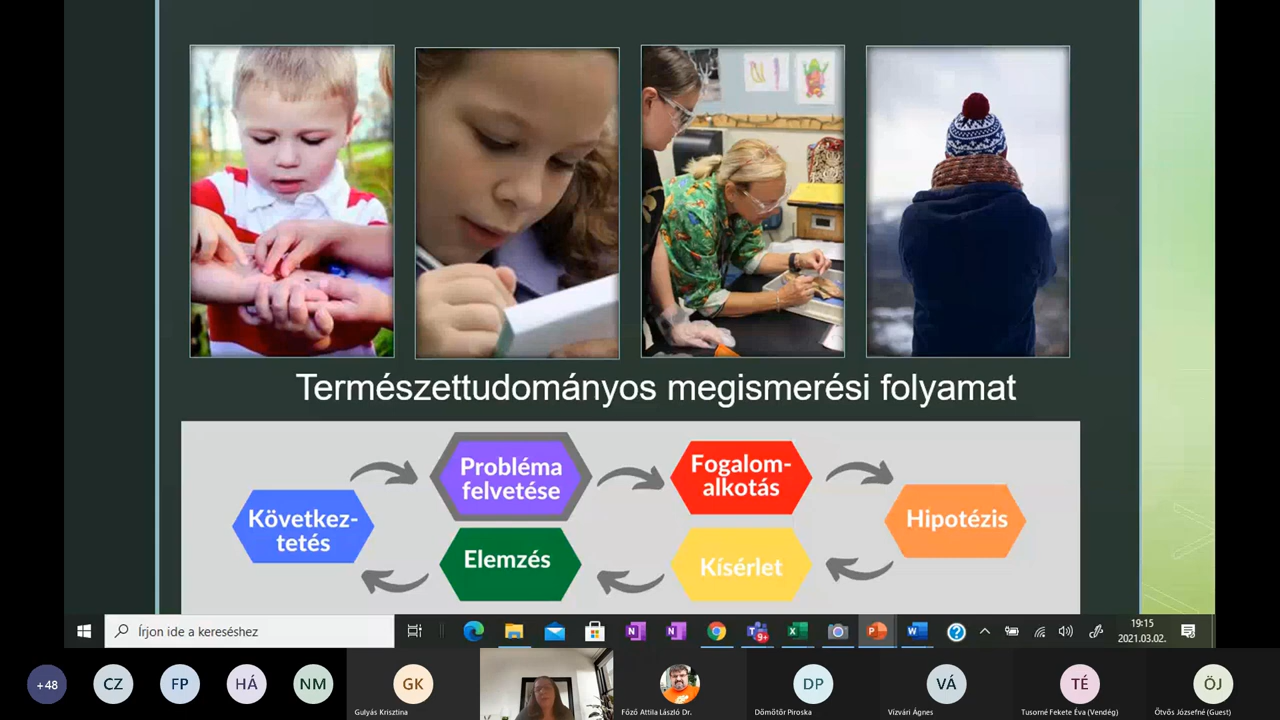 Természettudományos megismerési folyamat
Probléma
felvetése
Fogalom-
alkotás
Következ-
tetés
Hipotézis
Elemzés
Kísérlet
Írjon ide a kereséshez
9+
19:15
2021.03.02.
+48
CZ
FP
HÁ
NM
GK
DP
VÁ
TÉ
ÖJ
Gulyás Krisztina
Főző Attila László Dr.
Dömötör Piroska
Vízvári Ágnes
Tusorné Fekete Éva (Vendég)
Ötvös Józsefné (Guest)